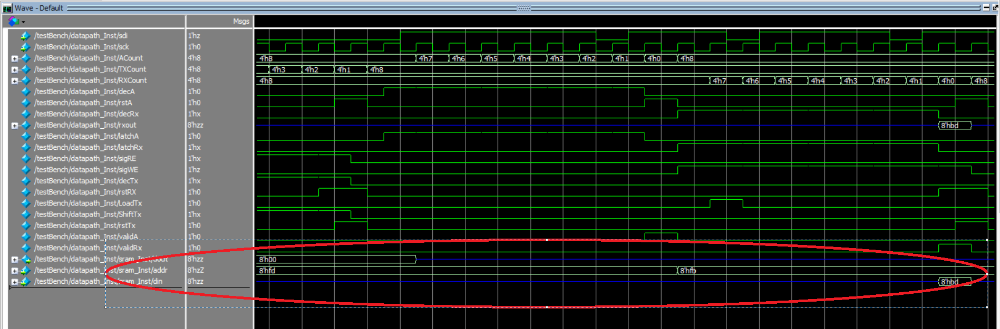 Wave - Default
Msgs
/testBench/datapath_Inst/sdi 1'hz
/testBench/datapath_Inst/sck 1'h0
/testBench/datapath_Inst/ACount 4'h8 4'h8 4'h7 4'h6 4'h5 4'h4 4'h3 4'h2 4'h1 4'h0 4'h8
/testBench/datapath_Inst/TXCount 4'h8 4'h3 4'h2 4'h1 4'h8
/testBench/datapath_Inst/RXCount 4'h8 4'h8 4'h7 4'h6 4'h5 4'h4 4'h3 4'h2 4'h1 4'h0 4'h8
/testBench/datapath_Inst/decA 1'h0
/testBench/datapath_Inst/rstA 1'h0
/testBench/datapath_Inst/decRx 1'hx
/testBench/datapath_Inst/rxout 8'hzz 8'hbd
/testBench/datapath_Inst/latchA 1'h0
/testBench/datapath_Inst/latchRx 1'hx
/testBench/datapath_Inst/sigRE 1'hx
/testBench/datapath_Inst/sigWE 1'hz
/testBench/datapath_Inst/decTx 1'hx
/testBench/datapath_Inst/rstRX 1'h0
/testBench/datapath_Inst/LoadTx 1'h0
/testBench/datapath_Inst/ShiftTx 1'hx
/testBench/datapath_Inst/rstTx 1'h0
/testBench/datapath_Inst/validA 1'h0
/testBench/datapath_Inst/validRx 1'h0
/testBench/datapath_Inst/sram_Inst/dout 8'hzz 8'h00
/testBench/datapath_Inst/sram_Inst/addr 8'hzZ 8'hfd 8'hfb
/testBench/datapath_Inst/sram_Inst/din 8'hzz 8'hbd